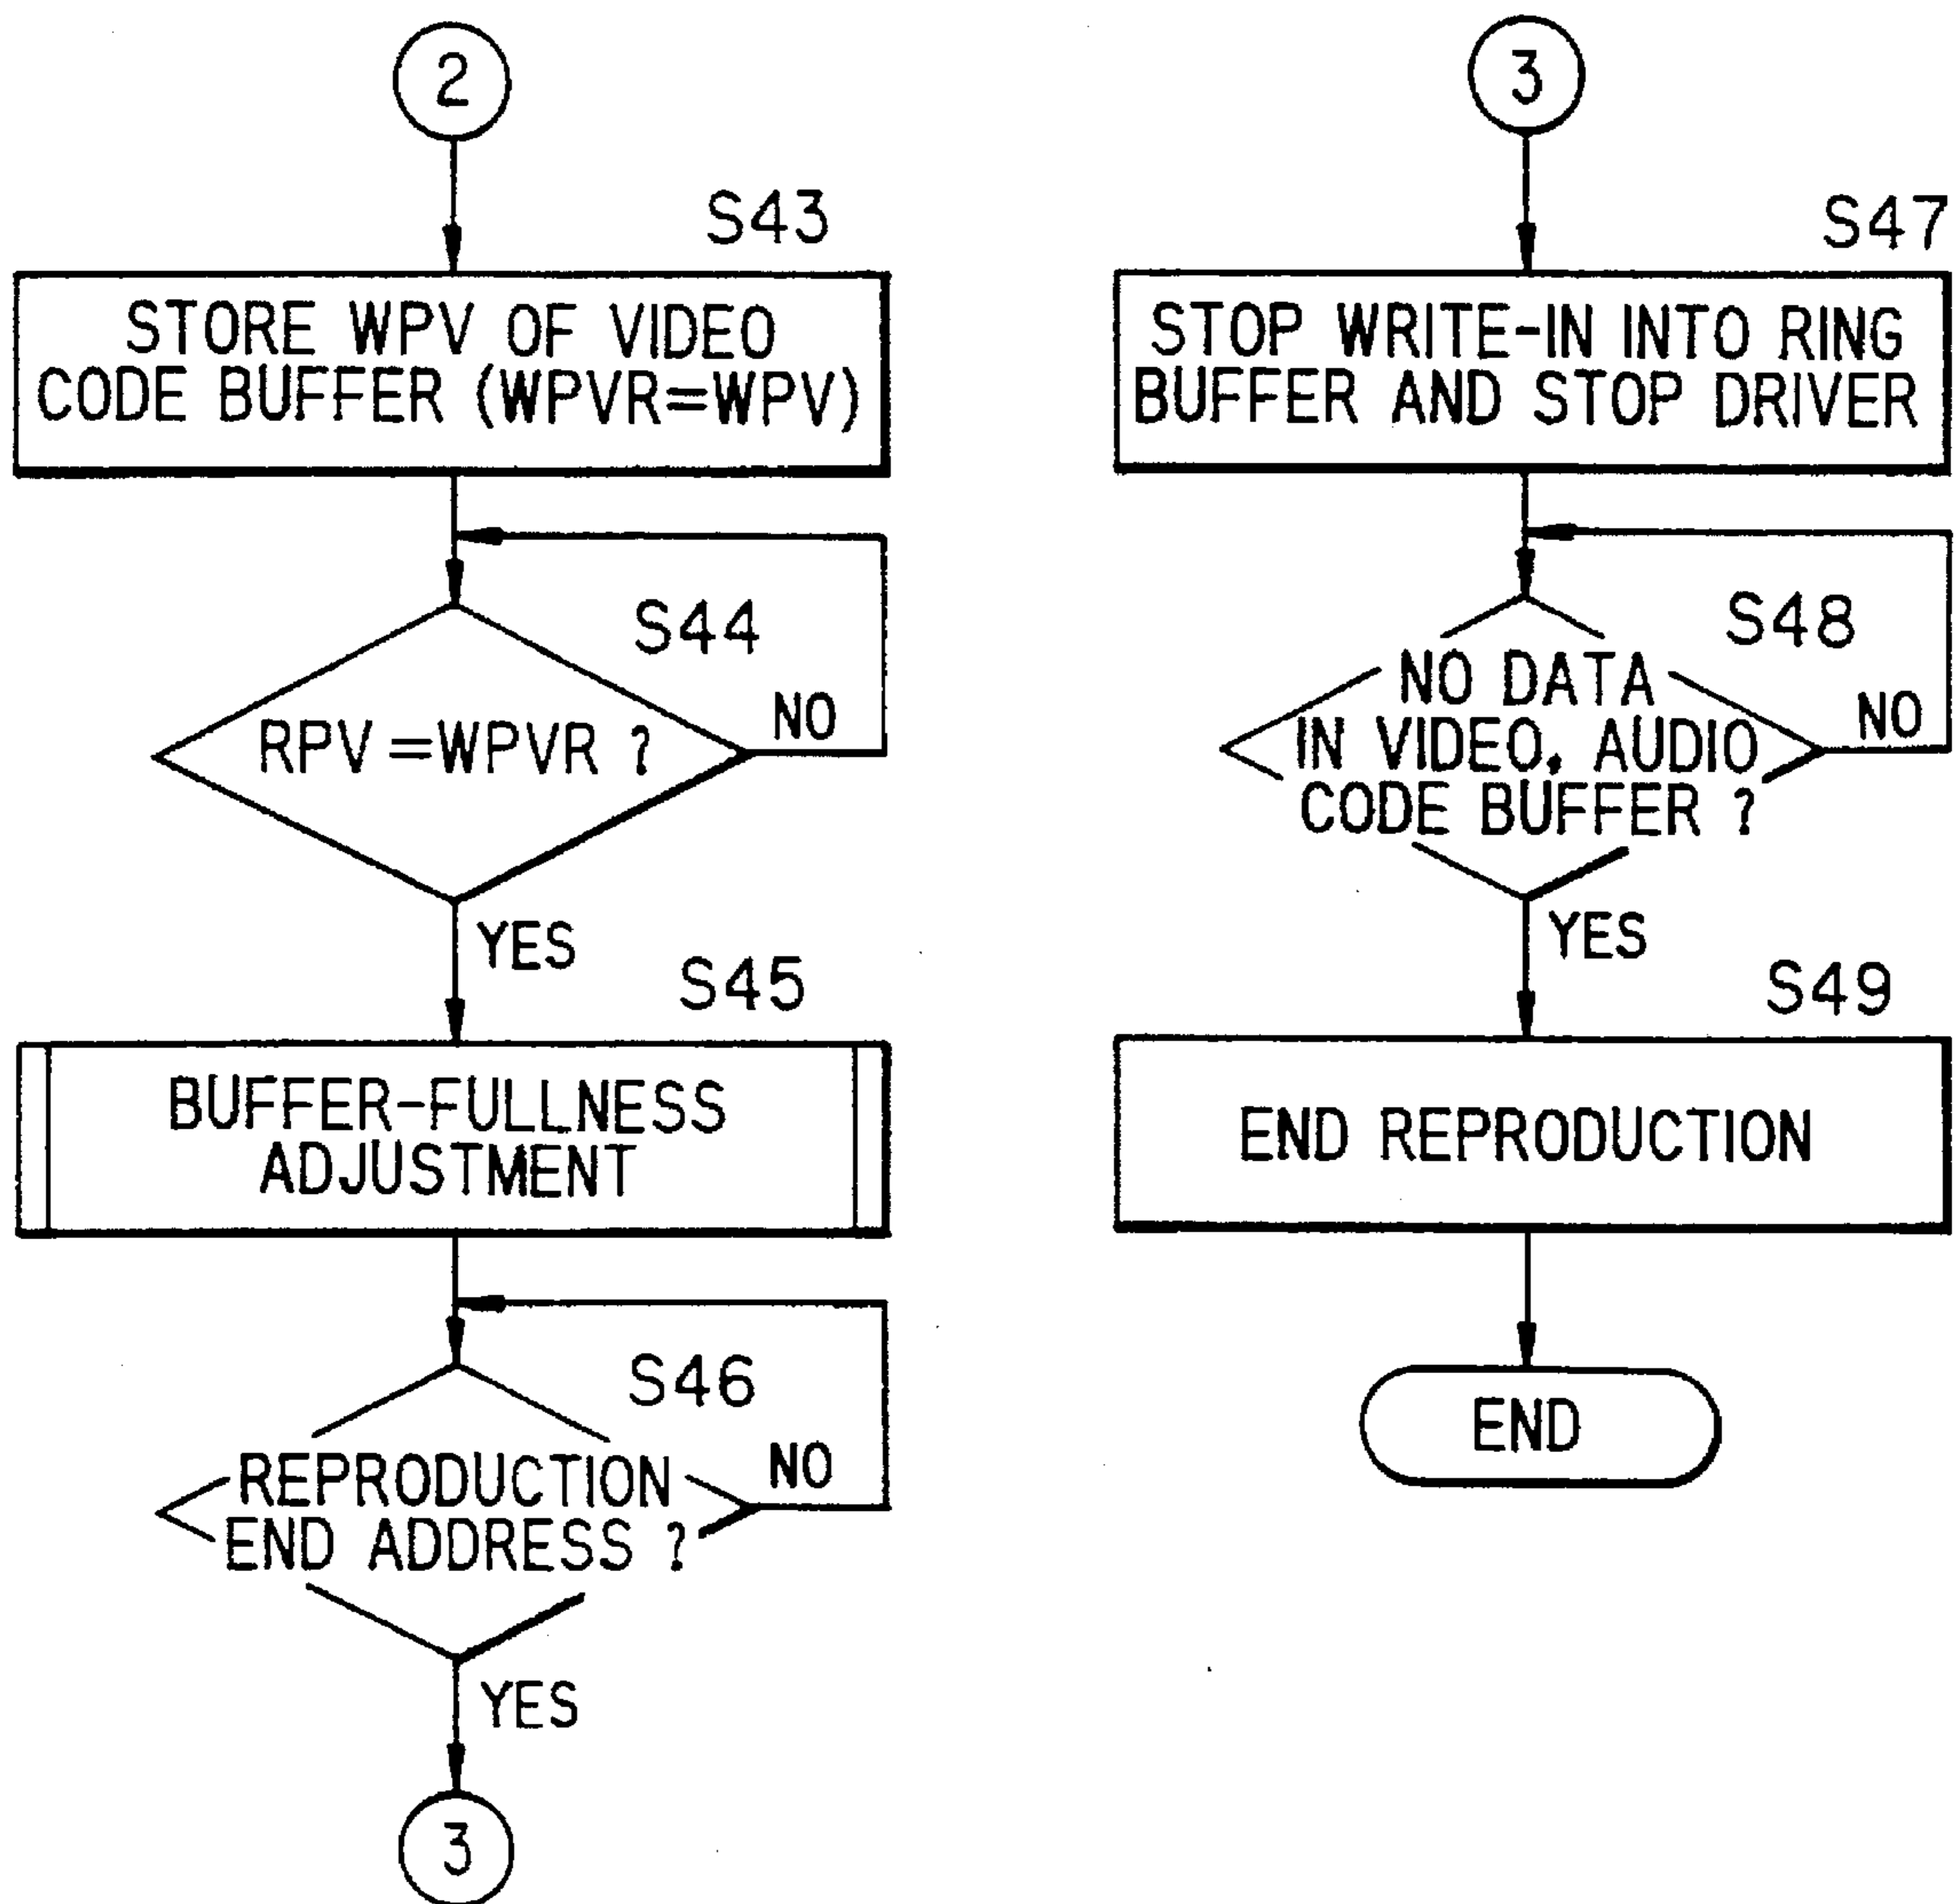 2
S43
STORE WPV OF VIDEO
CODE BUFFER (WPVR=WPV)
S44
RPV=WPVR ?
NO
YES
S45
BUFFER-FULLNESS
ADJUSTMENT
S46
REPRODUCTION
END ADDRESS ?
NO
YES
3
3
S47
STOP WRITE-IN INTO RING
BUFFER AND STOP DRIVER
S48
NO DATA
IN VIDEO, AUDIO
CODE BUFFER ?
NO
YES
S49
END REPRODUCTION
END